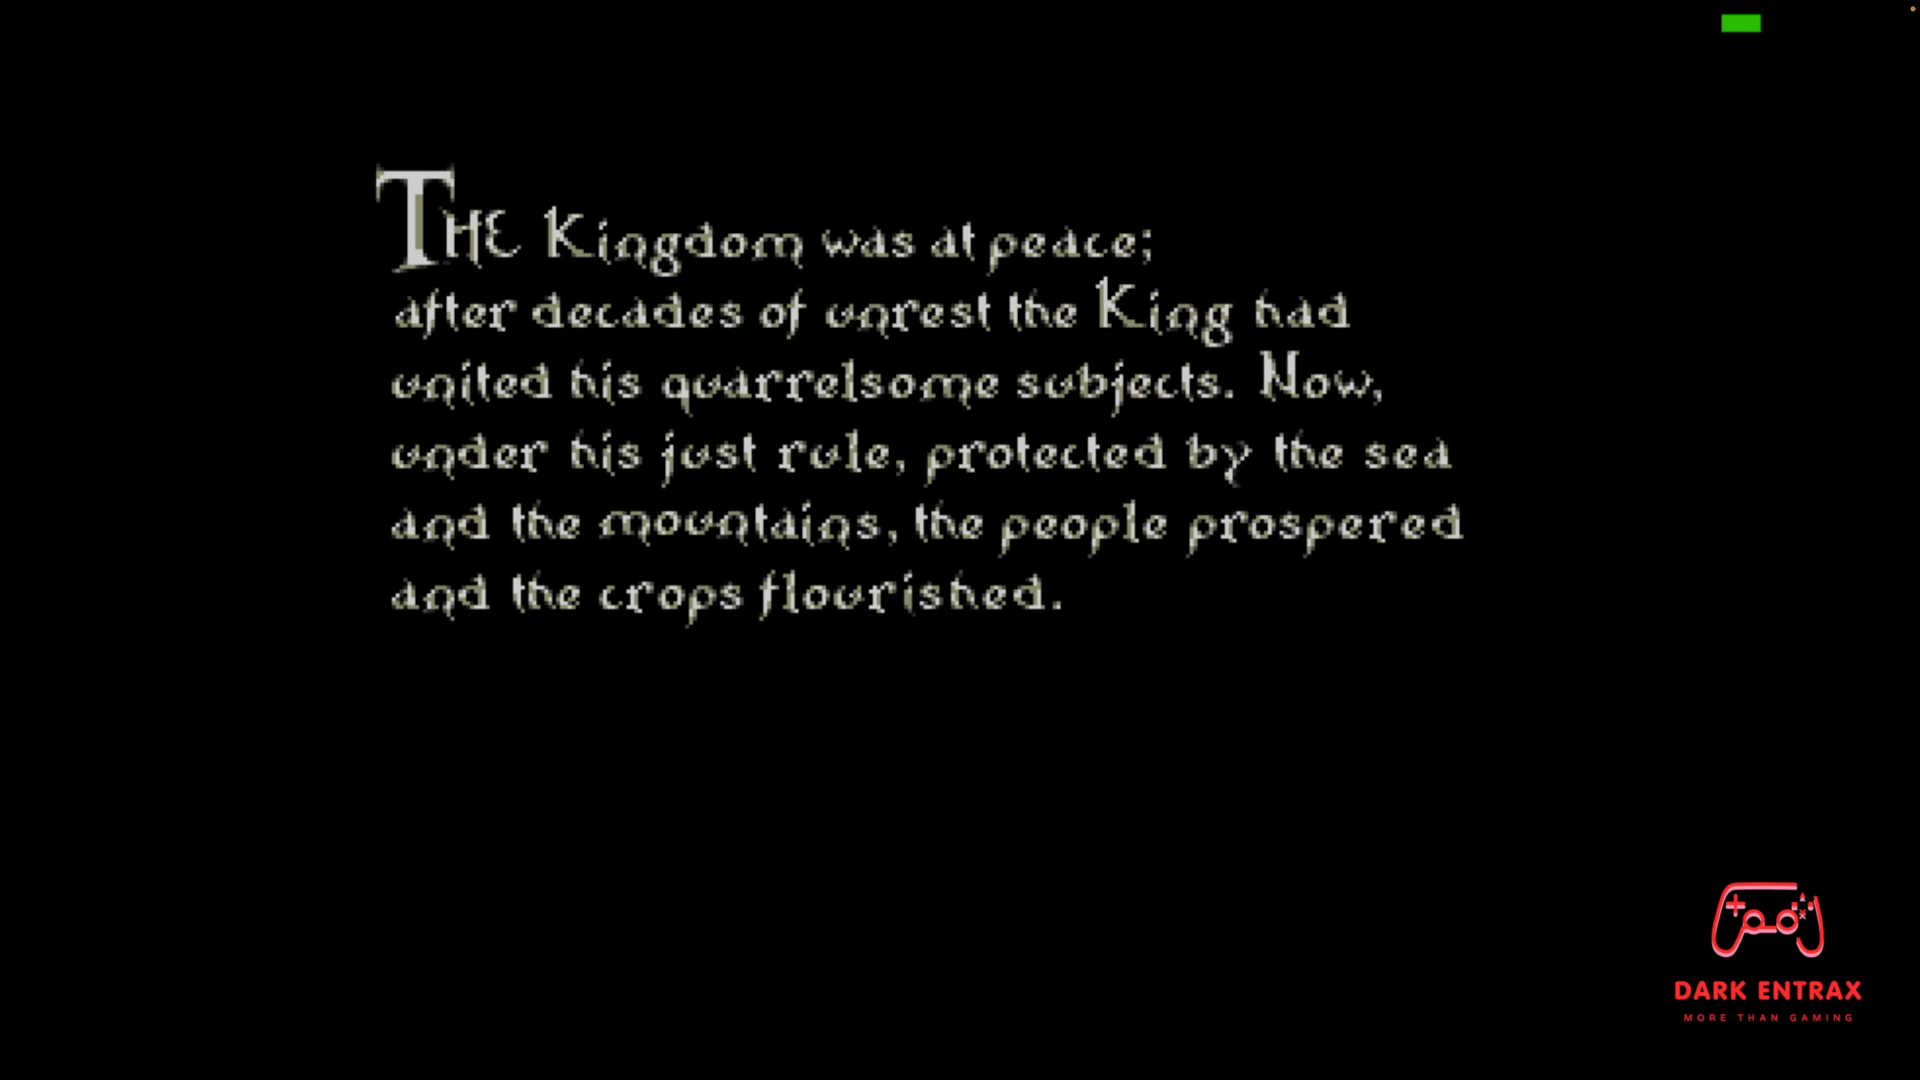 THE Kingdom was at peace;
after decades of unrest the King had
united his quarrelsome subjects. Now,
under his just rule, protected by the sea
and the mountains, the people prospered
and the crops flourished.
DARK ENTRAX
MORE THAN GAMING